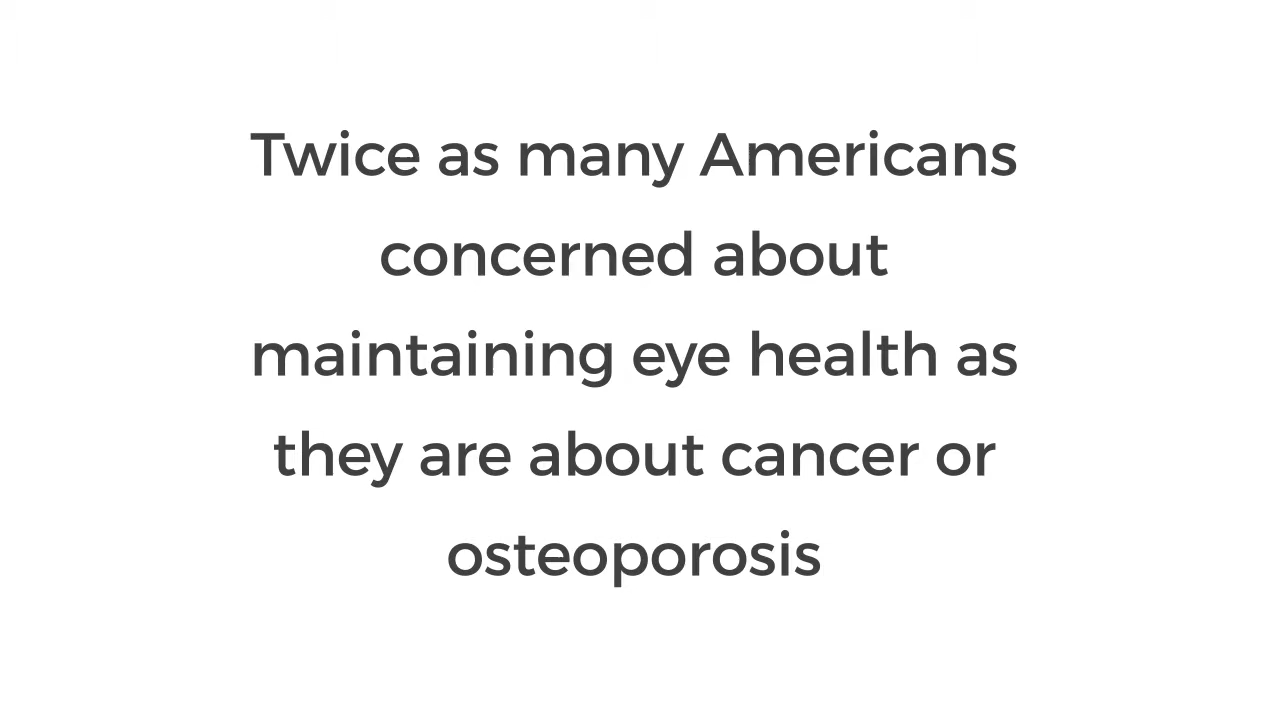 Twice as many Americans
concerned about
maintaining eye health as
they are about cancer or
osteoporosis